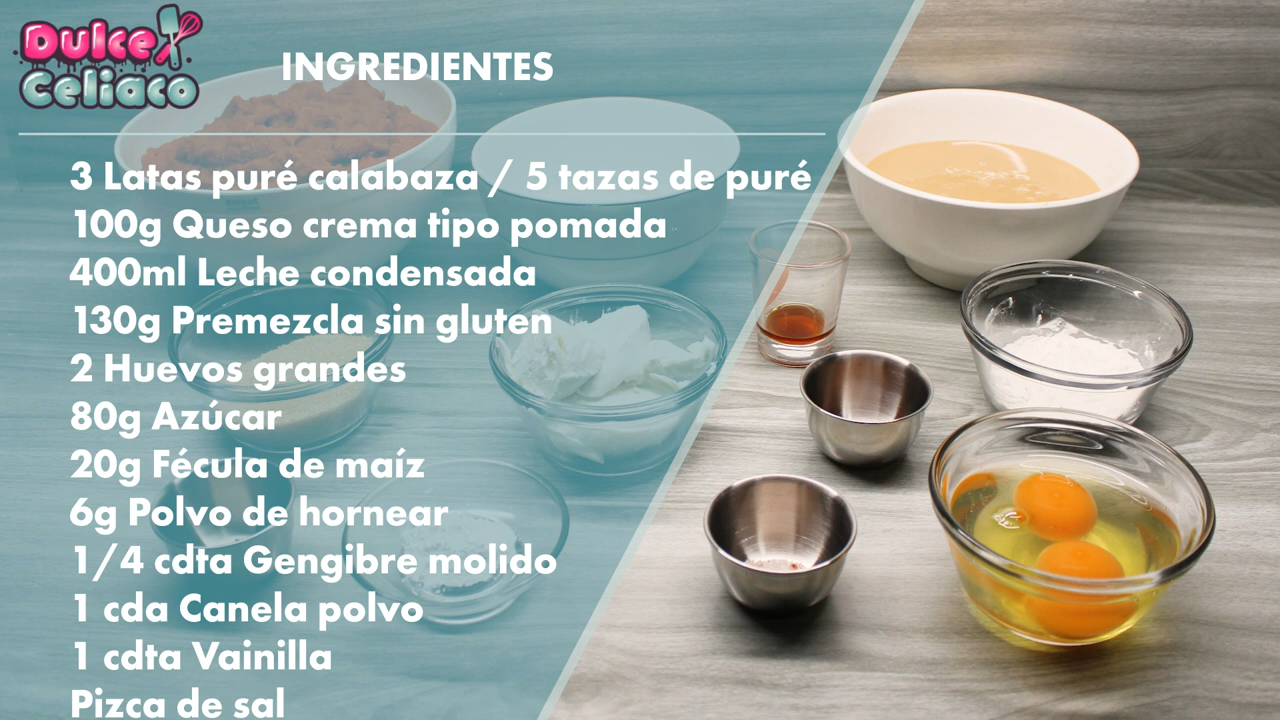 Dulce
Celiaco
INGREDIENTES
3 Latas puré calabaza / 5 tazas de puré
100g Queso crema tipo pomada
400ml Leche condensada
130g Premezcla sin gluten
2 Huevos grandes
80g Azúcar
20g Fécula de maíz
6g Polvo de hornear
1/4 cdta Gengibre molido
1 cda Canela polvo
1 cdta Vainilla
Pizca de sal